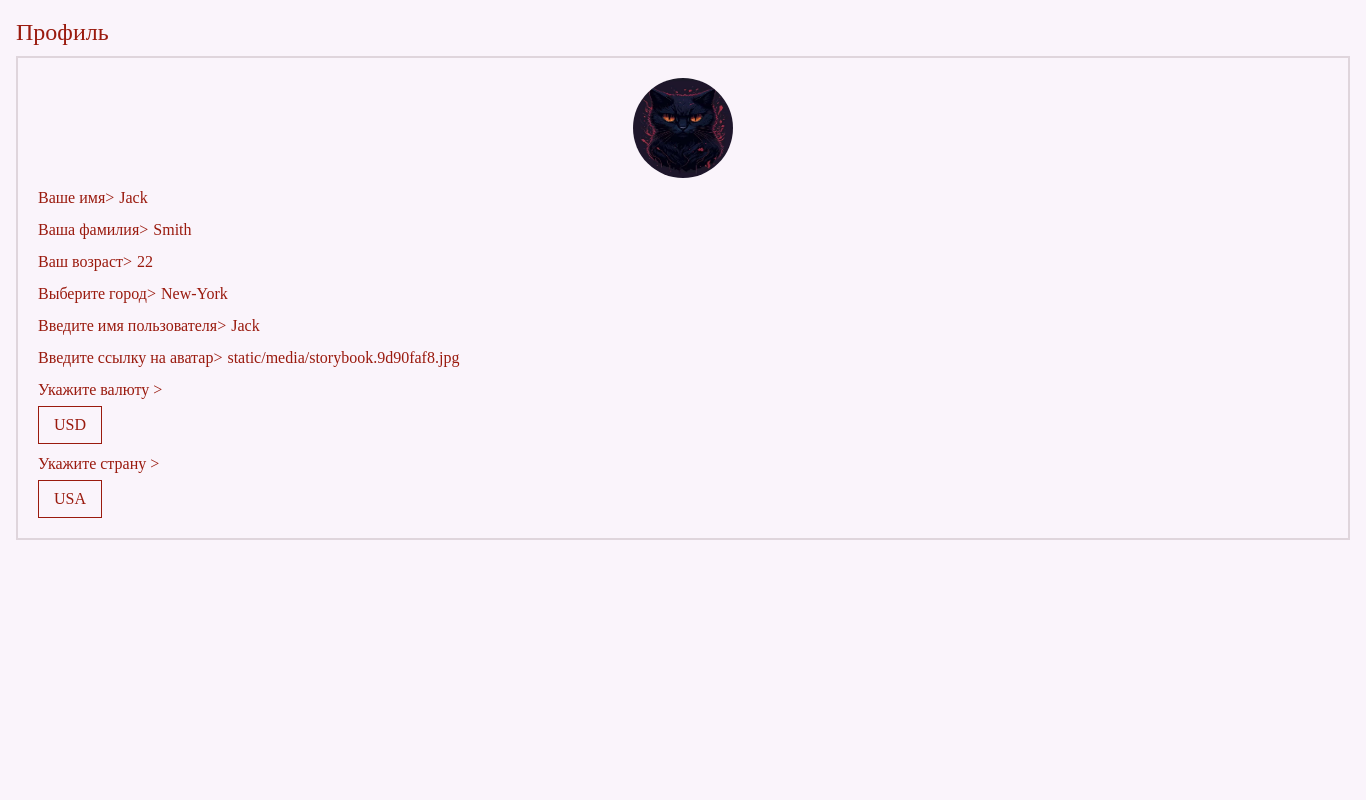 Профиль
Ваше имя> Jack
Ваша фамилия> Smith
Ваш возраст> 22
Выберите город> New-York
Введите имя пользователя> Jack
Введите ссылку на аватар> static/media/storybook.9d90faf8.jpg
Укажите валюту >
USD
Укажите страну >
USA